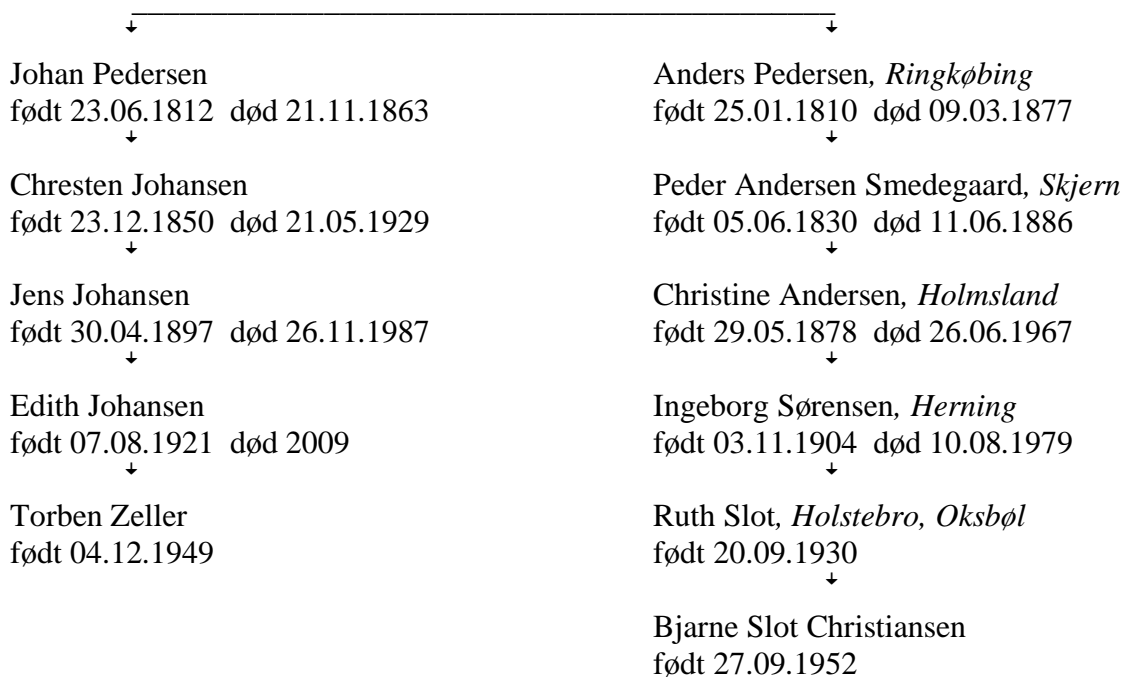 Johan Pedersen
født 23.06.1812 død 21.11.1863
Chresten Johansen
født 23.12.1850 død 21.05.1929
Jens Johansen
født 30.04.1897 død 26.11.1987
Edith Johansen
født 07.08.1921 død 2009
Torben Zeller
født 04.12.1949
Anders Pedersen, Ringkøbing
født 25.01.1810 død 09.03.1877
Peder Andersen Smedegaard, Skjern
født 05.06.1830 død 11.06.1886
Christine Andersen, Holmsland
født 29.05.1878 død 26.06.1967
Ingeborg Sørensen, Herning
født 03.11.1904 død 10.08.1979
Ruth Slot, Holstebro, Oksbøl
født 20.09.1930
Bjarne Slot Christiansen
født 27.09.1952